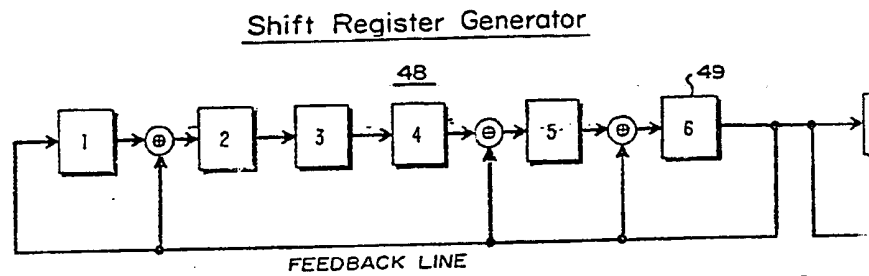 Shift Register Generator
48
49
1 ⊕ 2 3 4 ⊖ 5 ⊕ 6
FEEDBACK LINE